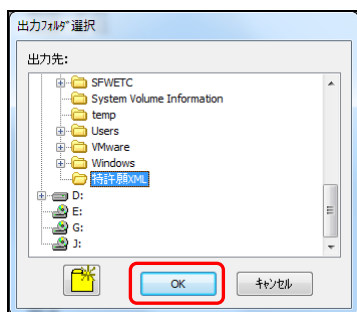 出力ﾌｫﾙﾀﾞ選択
出力先:
SFWETC
System Volume Information
temp
Users
VMware
Windows
特許願XML
D:
E:
G:
J:
OK
ｷｬﾝｾﾙ